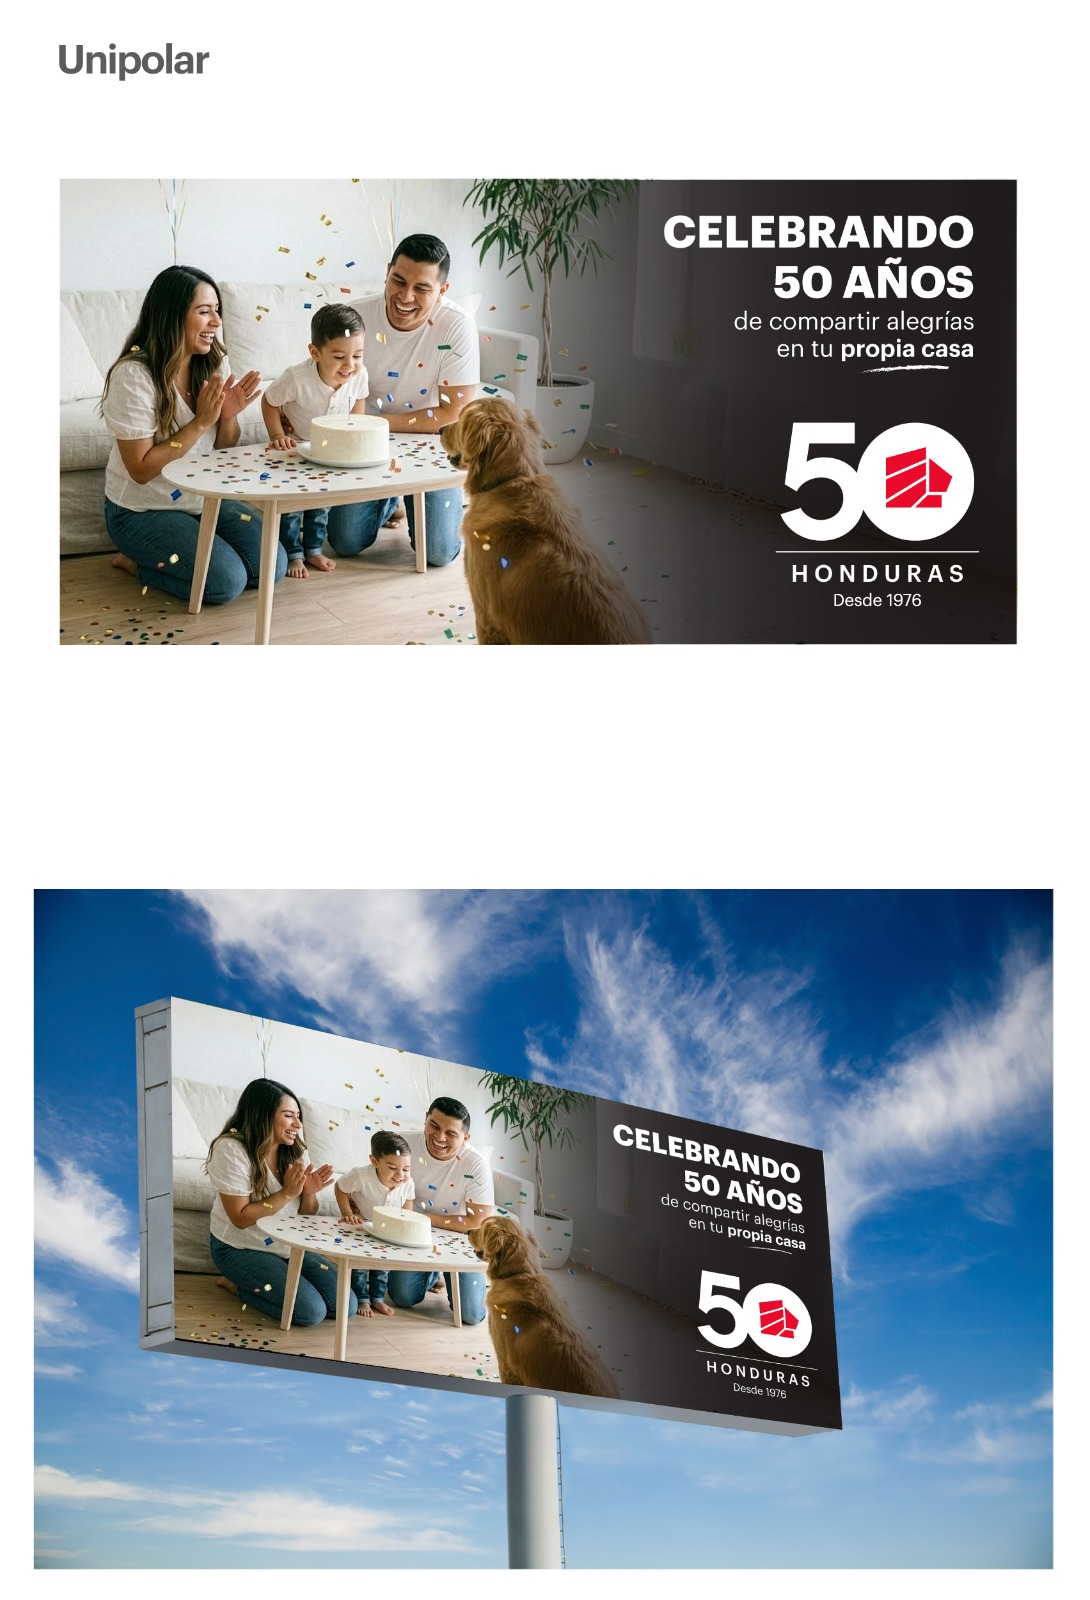 Unipolar
CELEBRANDO
50 AÑOS
de compartir alegrías
en tu propia casa
50
HONDURAS
Desde 1976
CELEBRANDO
50 AÑOS
de compartir alegrías
en tu propia casa
50
HONDURAS
Desde 1976